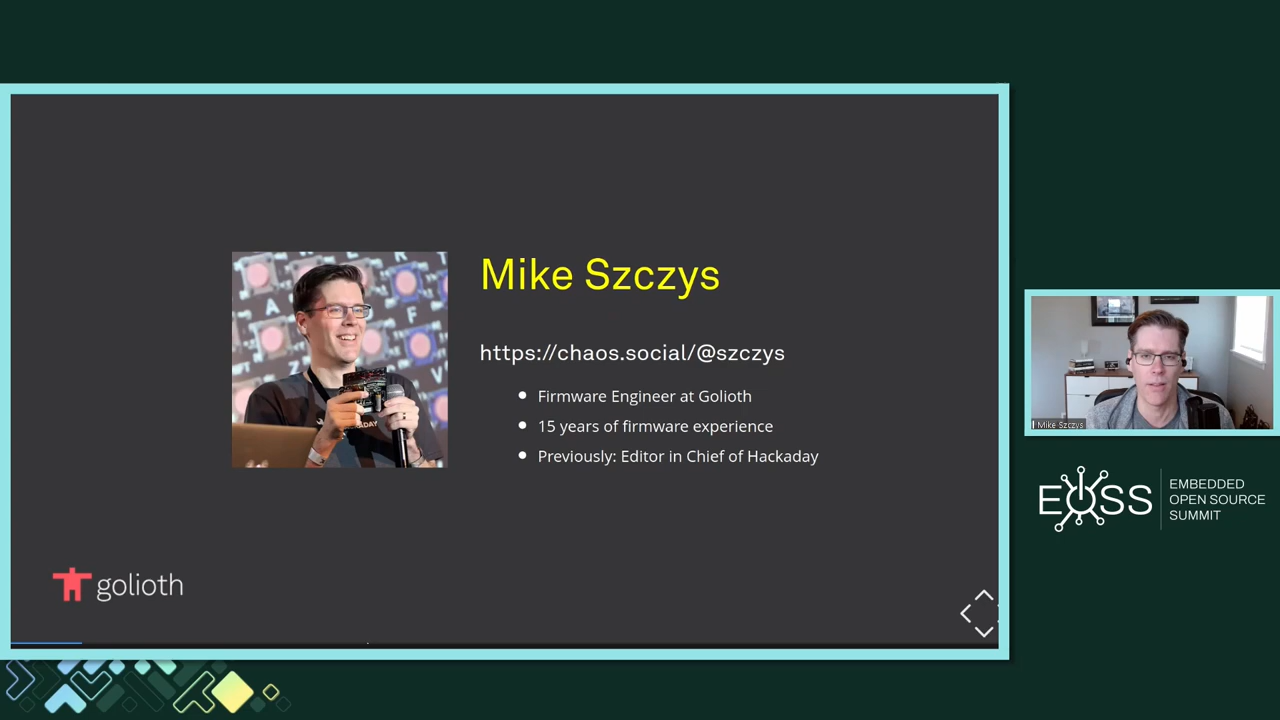 Mike Szczys
https://chaos.social/@szczys
Firmware Engineer at Golioth
15 years of firmware experience
Previously: Editor in Chief of Hackaday
golioth
Mike Szczys
EOSS
EMBEDDED
OPEN SOURCE
SUMMIT